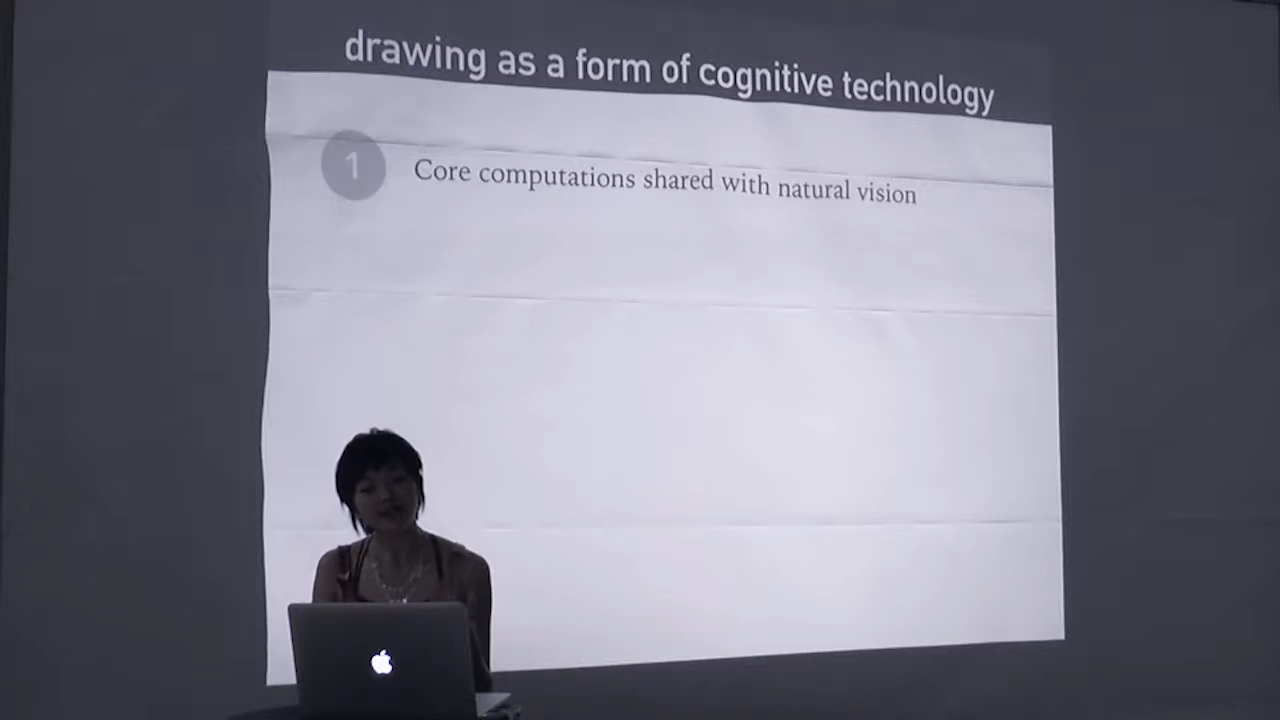 drawing as a form of cognitive technology
1 Core computations shared with natural vision